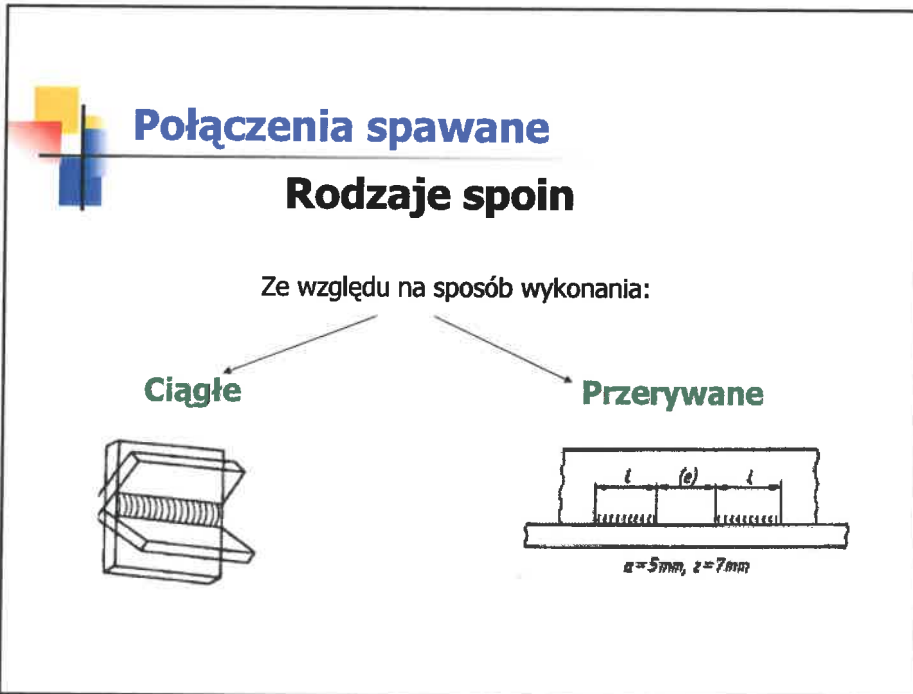 Połączenia spawane
Rodzaje spoin
Ze względu na sposób wykonania:
Ciągłe
Przerywane
l (e) l
a=5mm, z=7mm